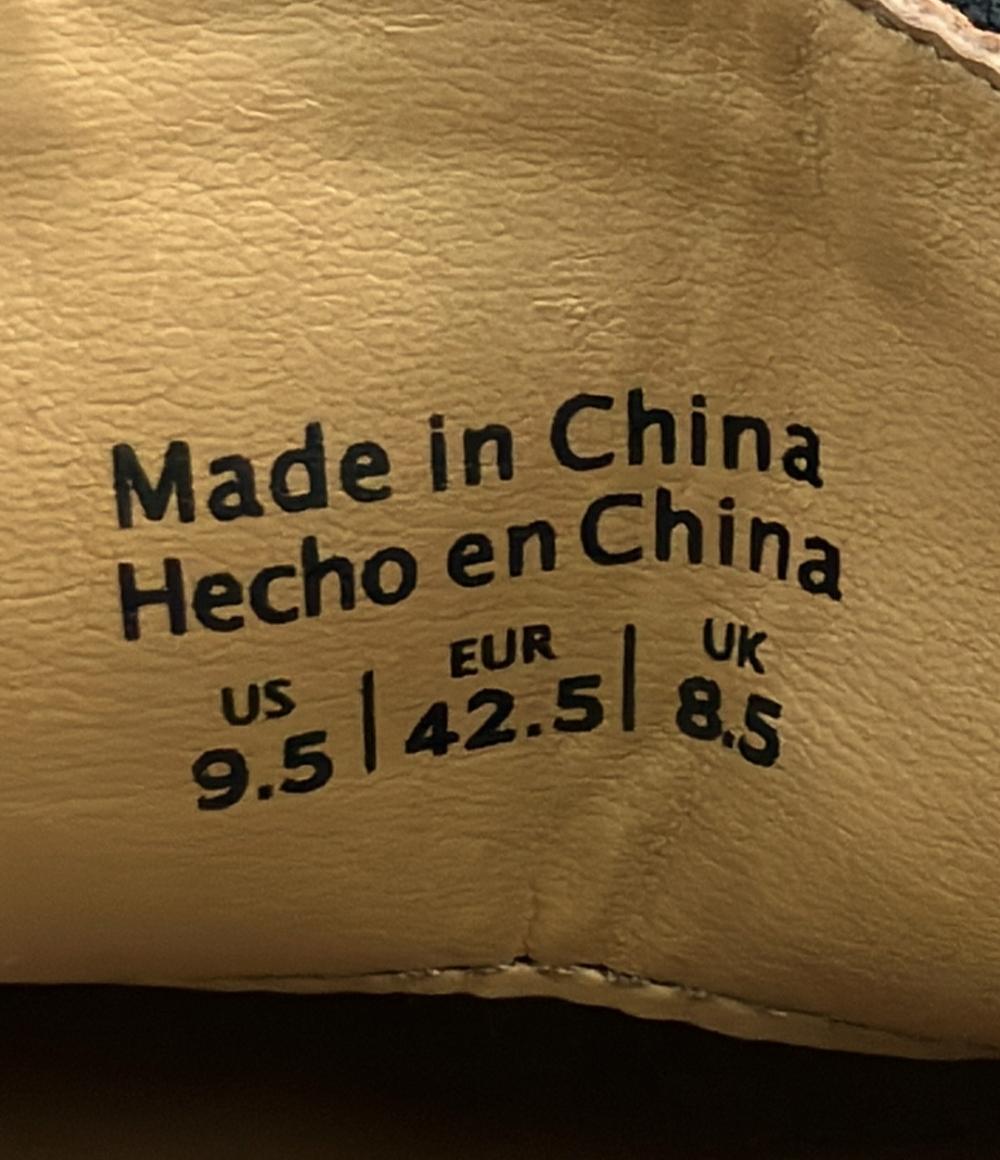 Made in China
Hecho en China
US | EUR | UK
9.5 | 42.5 | 8.5